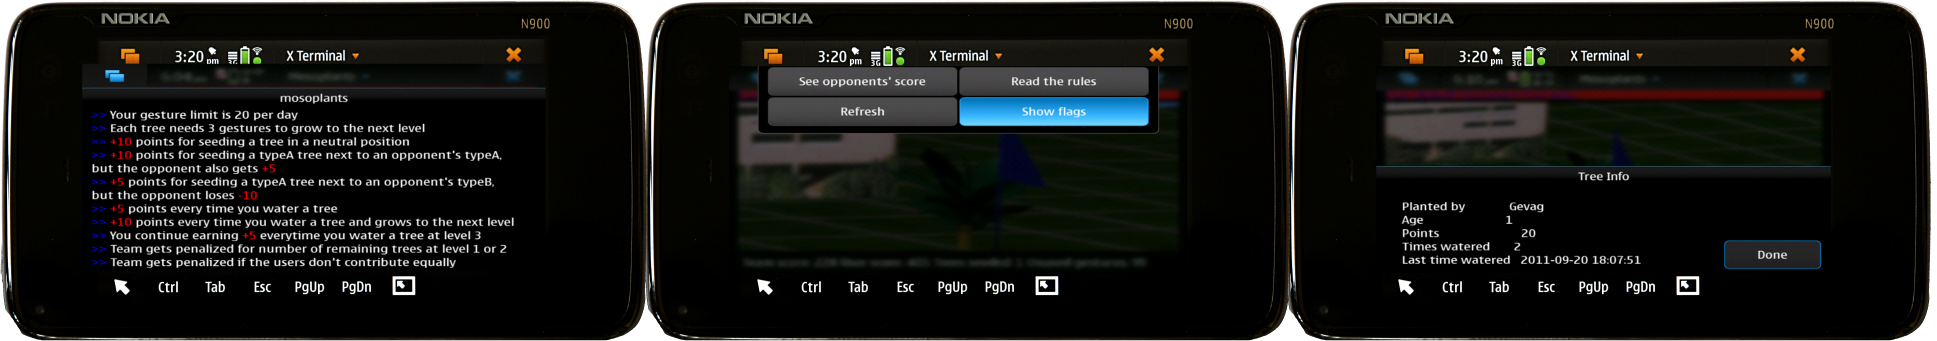 NOKIA
N900
3:20 pm
3G
X Terminal
mosoplants
>> Your gesture limit is 20 per day
>> Each tree needs 3 gestures to grow to the next level
>> +10 points for seeding a tree in a neutral position
>> +10 points for seeding a typeA tree next to an opponent's typeA,
but the opponent also gets +5
>> +5 points for seeding a typeA tree next to an opponent's typeB,
but the opponent loses -10
>> +5 points every time you water a tree
>> +10 points every time you water a tree and grows to the next level
>> You continue earning +5 everytime you water a tree at level 3
>> Team gets penalized for number of remaining trees at level 1 or 2
>> Team gets penalized if the users don't contribute equally
Ctrl Tab Esc PgUp PgDn
NOKIA
N900
3:20 pm
3G
X Terminal
See opponents' score Read the rules
Refresh Show flags
Ctrl Tab Esc PgUp PgDn
NOKIA
N900
3:20 pm
3G
X Terminal
Tree Info
Planted by Gevag
Age 1
Points 20
Times watered 2
Last time watered 2011-09-20 18:07:51
Done
Ctrl Tab Esc PgUp PgDn